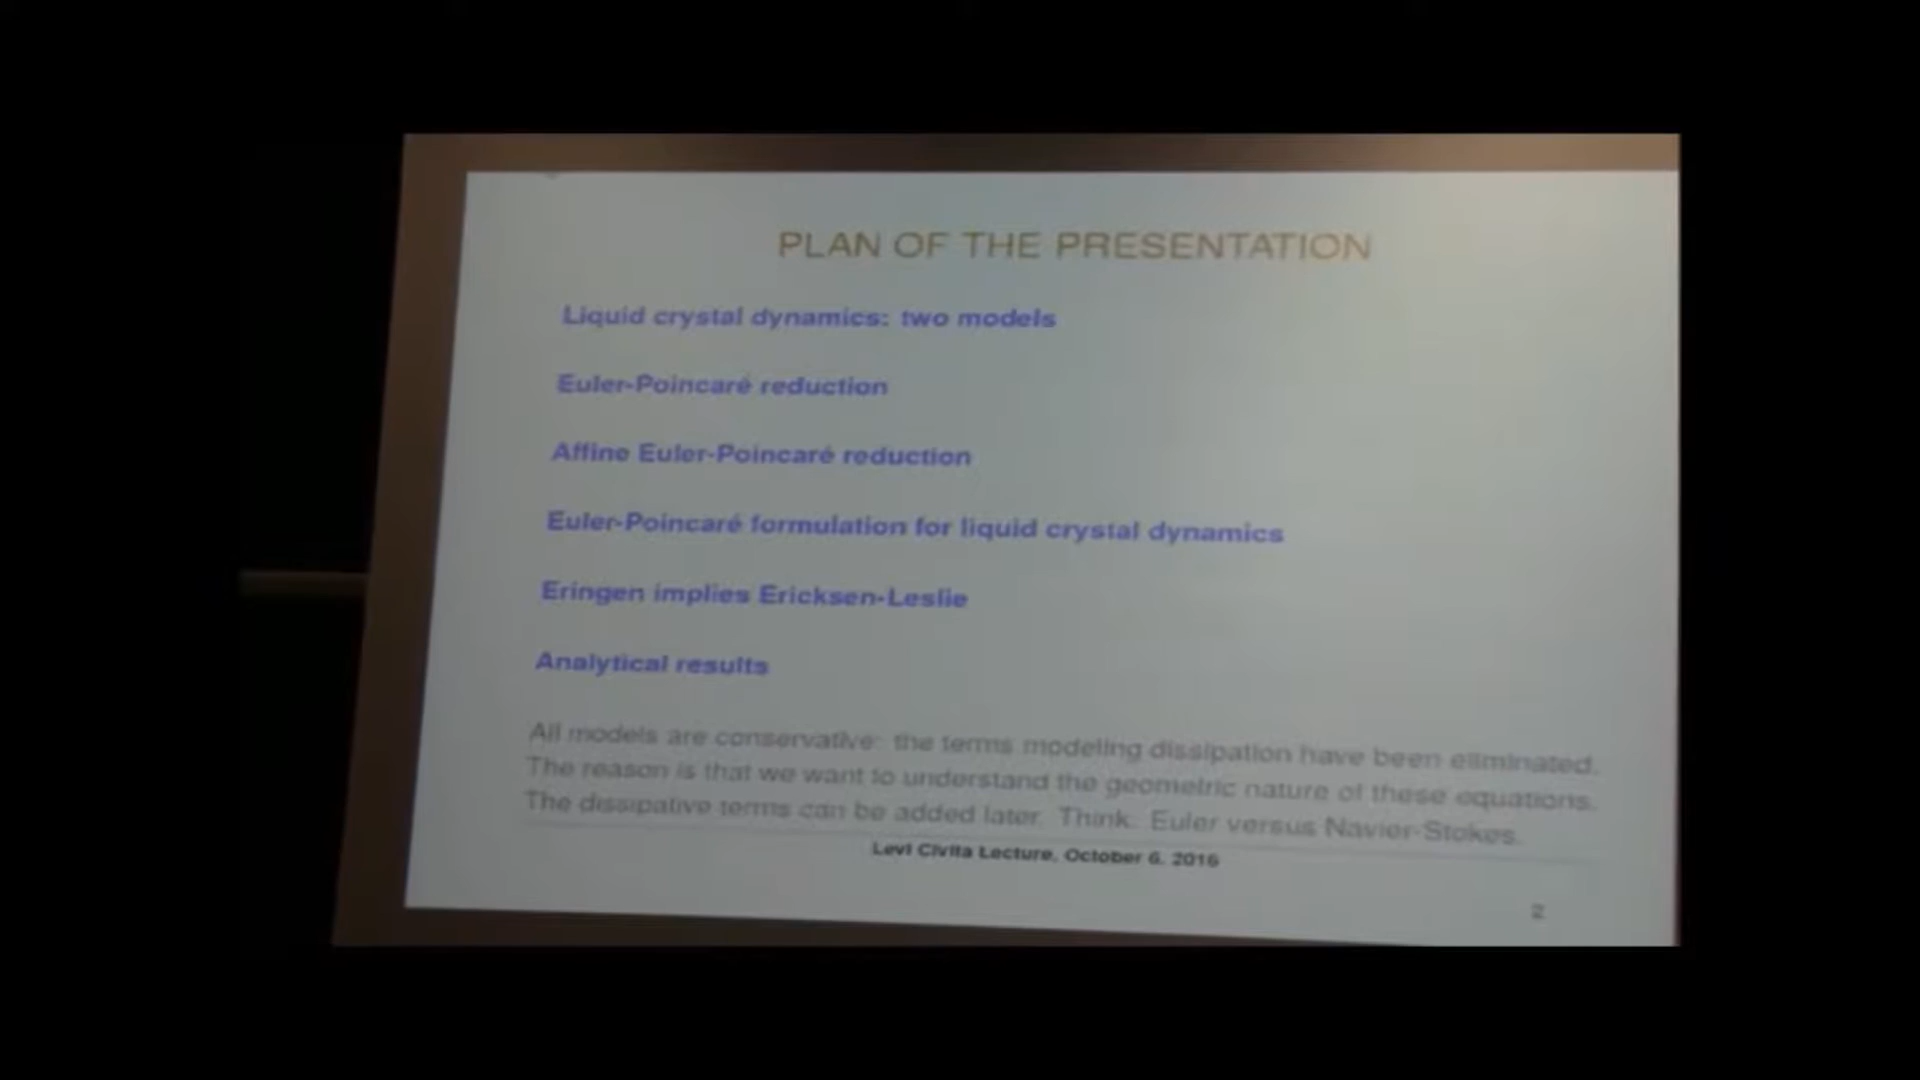 PLAN OF THE PRESENTATION
Liquid crystal dynamics: two models
Euler-Poincaré reduction
Affine Euler-Poincaré reduction
Euler-Poincaré formulation for liquid crystal dynamics
Eringen implies Ericksen-Leslie
Analytical results
All models are conservative: the terms modeling dissipation have been eliminated.
The reason is that we want to understand the geometric nature of these equations.
The dissipative terms can be added later. Think: Euler versus Navier-Stokes.
Levi Civita Lecture, October 6, 2016
2